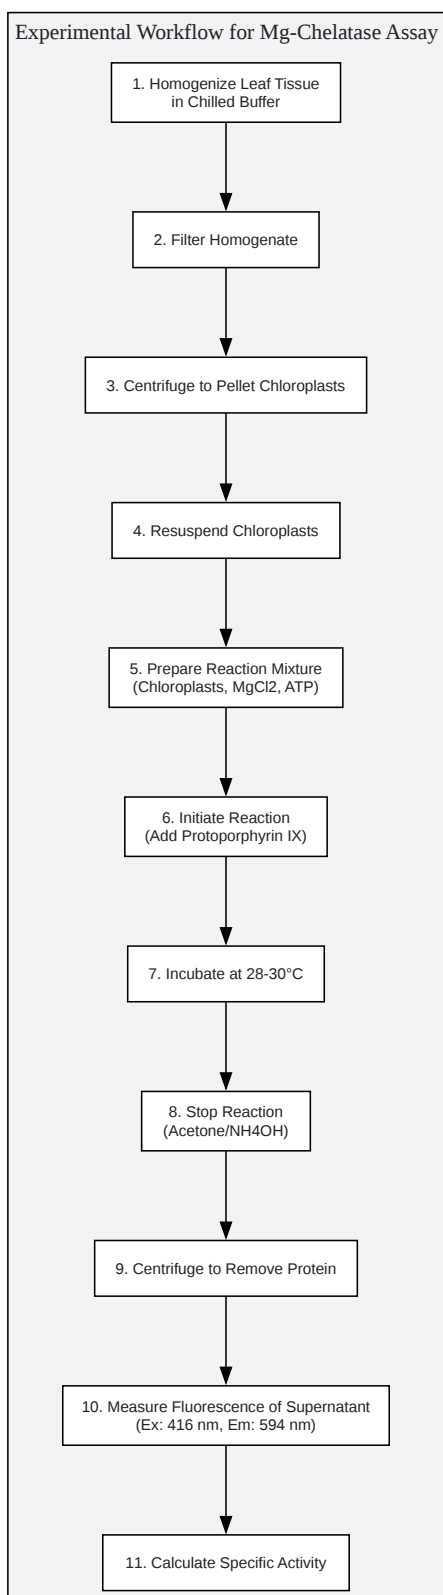 Experimental Workflow for Mg-Chelatase Assay
1. Homogenize Leaf Tissue
in Chilled Buffer
2. Filter Homogenate
3. Centrifuge to Pellet Chloroplasts
4. Resuspend Chloroplasts
5. Prepare Reaction Mixture
(Chloroplasts, MgCl2, ATP)
6. Initiate Reaction
(Add Protoporphyrin IX)
7. Incubate at 28-30°C
8. Stop Reaction
(Acetone/NH4OH)
9. Centrifuge to Remove Protein
10. Measure Fluorescence of Supernatant
(Ex: 416 nm, Em: 594 nm)
11. Calculate Specific Activity